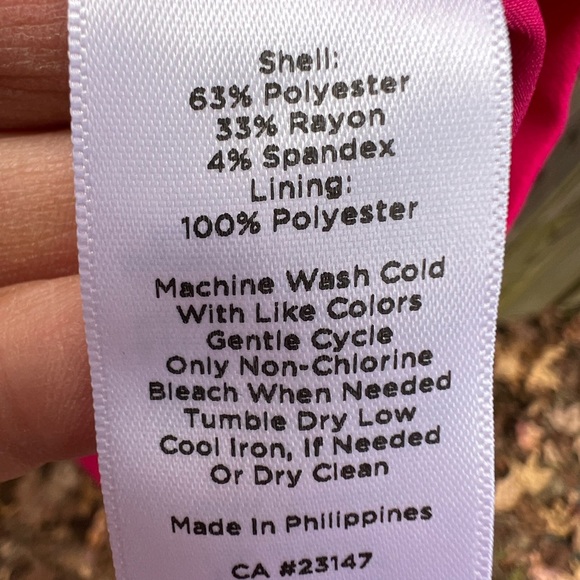 Shell:
63% Polyester
33% Rayon
4% Spandex
Lining:
100% Polyester
Machine Wash Cold
With Like Colors
Gentle Cycle
Only Non-Chlorine
Bleach When Needed
Tumble Dry Low
Cool Iron, If Needed
Or Dry Clean
Made In Philippines
CA #23147